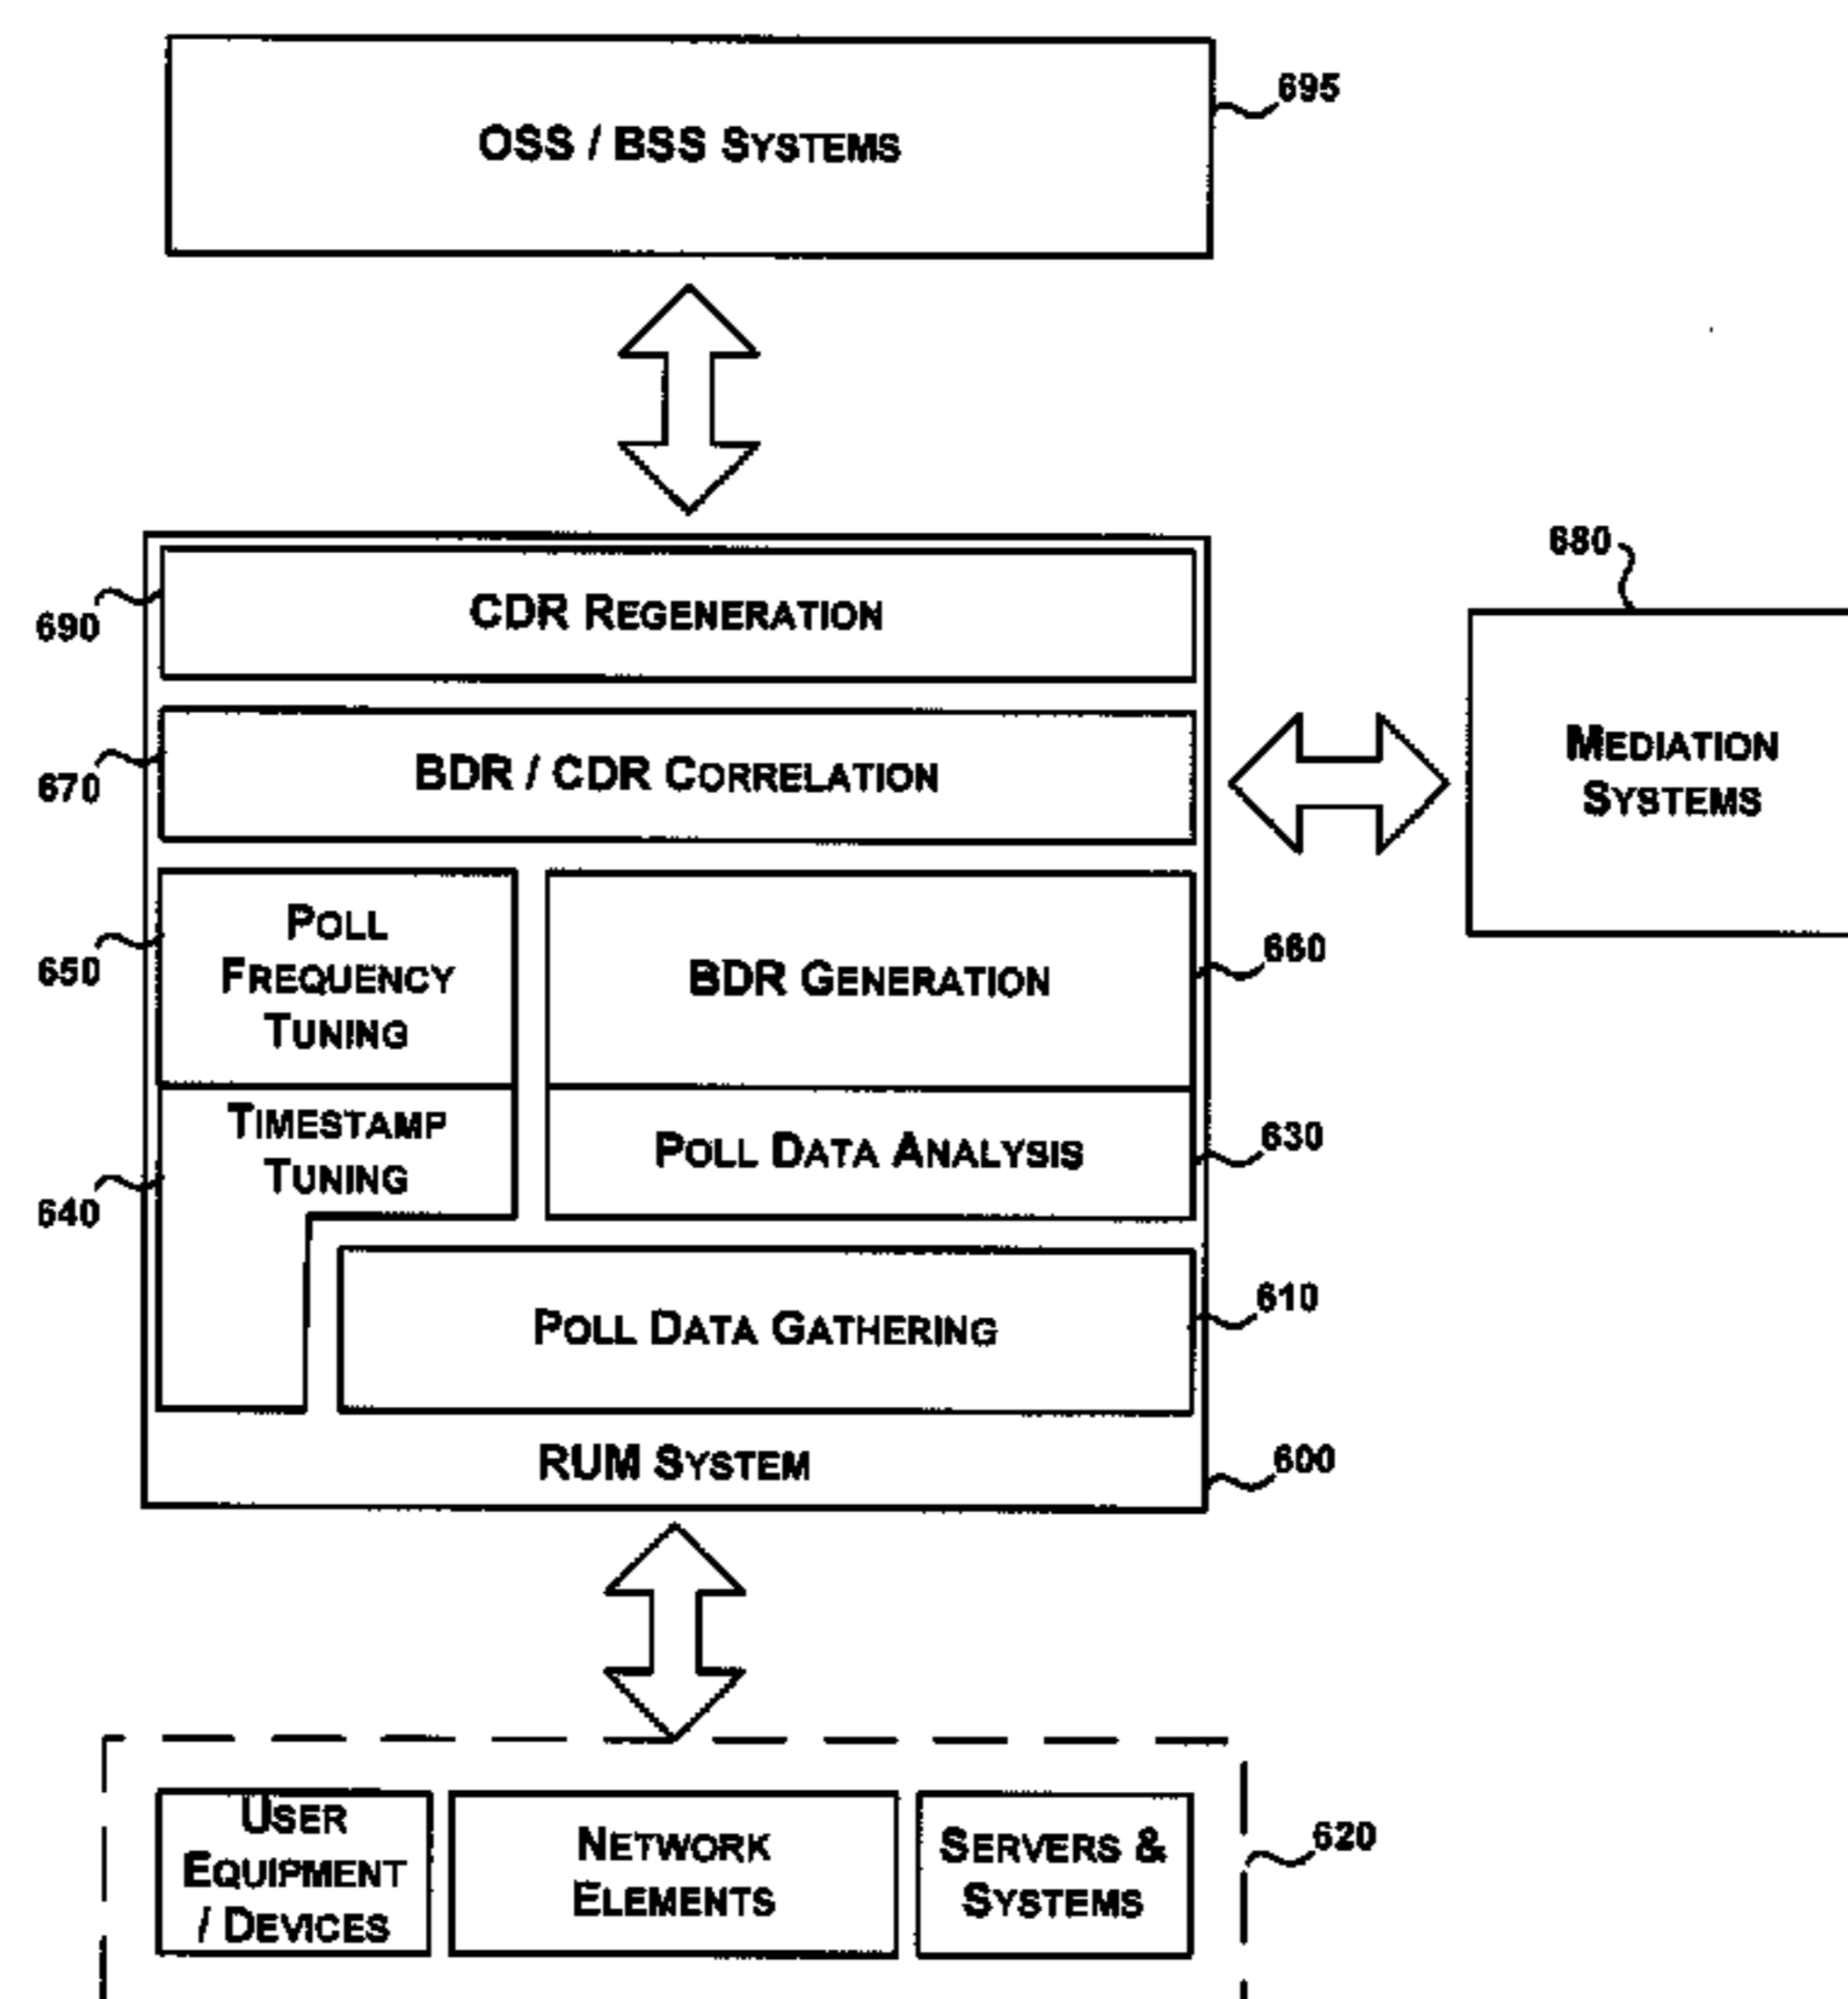 695
OSS / BSS SYSTEMS
680
690
CDR REGENERATION
670
BDR / CDR CORRELATION
MEDIATION
SYSTEMS
650
POLL
FREQUENCY
TUNING
660
BDR GENERATION
640
TIMESTAMP
TUNING
630
POLL DATA ANALYSIS
610
POLL DATA GATHERING
RUM SYSTEM
600
USER
EQUIPMENT
/ DEVICES
NETWORK
ELEMENTS
SERVERS &
SYSTEMS
620